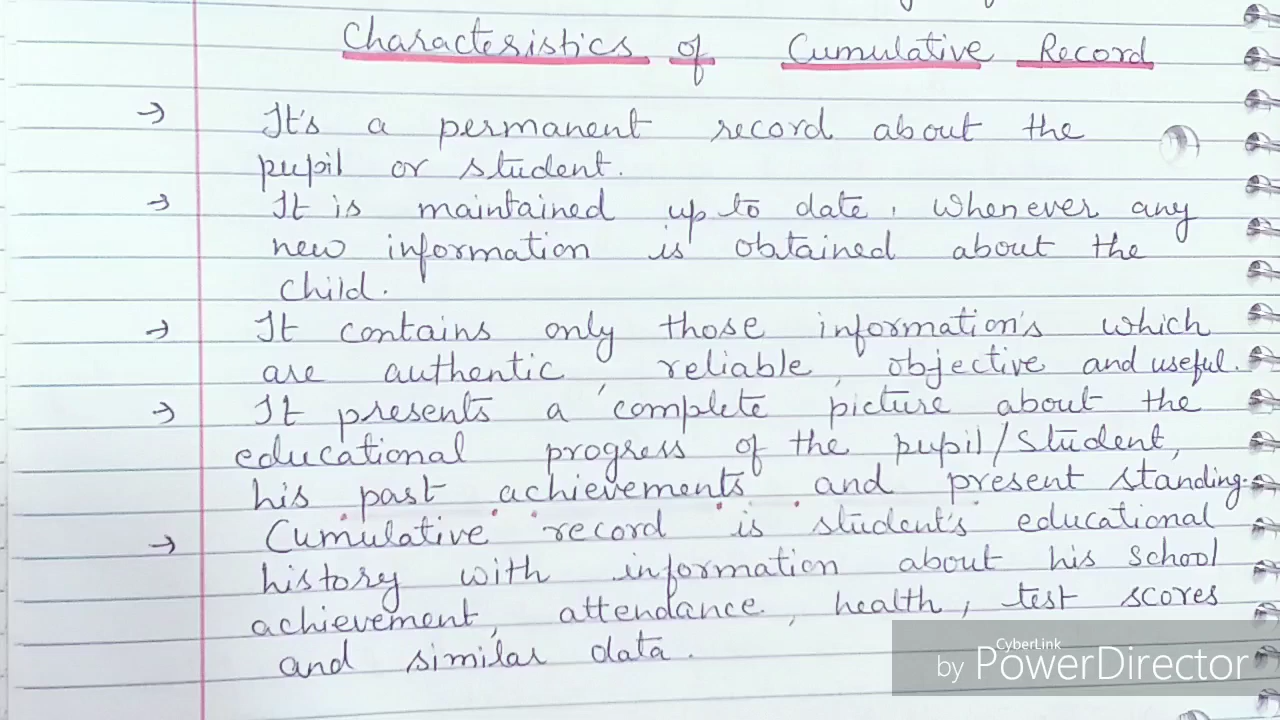 Characteristics of Cumulative Record
→ It's a permanent record about the
pupil or student.
→ It is maintained up to date, whenever any
new information is obtained about the
child.
→ It contains only those information's which
are authentic, reliable, objective and useful.
→ It presents a complete picture about the
educational progress of the pupil/student,
his past achievements and present standing.
→ Cumulative record is student's educational
history with information about his school
achievement, attendance, health, test scores
and similar data.
CyberLink
by PowerDirector